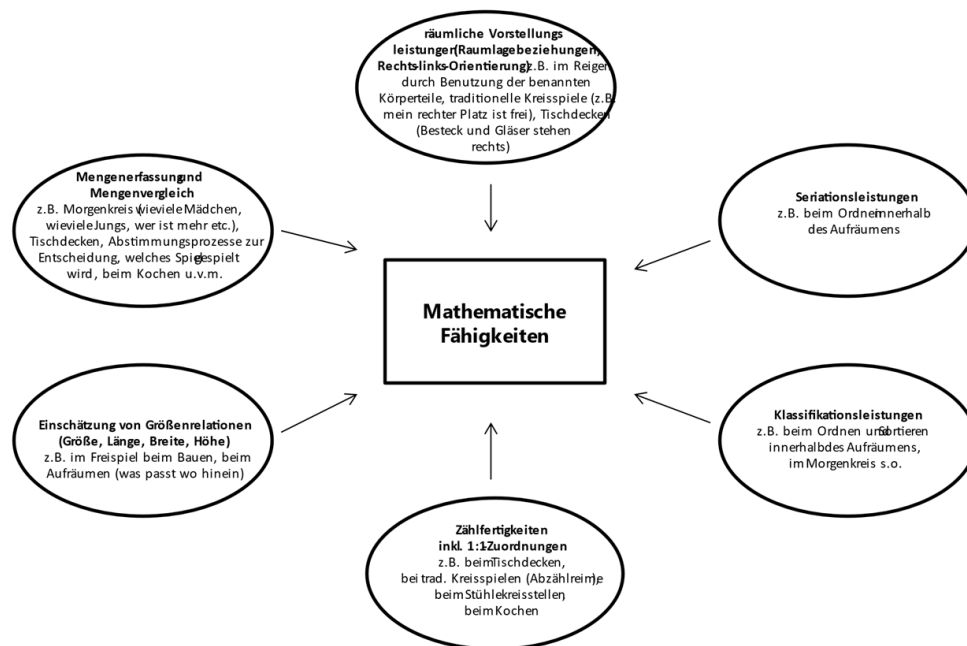 räumliche Vorstellungs
leistungen(Raumlagebeziehungen,
Rechts-links-Orientierung) z.B. im Reigen
durch Benutzung der benannten
Körperteile, traditionelle Kreisspiele (z.B.
mein rechter Platz ist frei), Tischdecken
(Besteck und Gläser stehen
rechts)
Mengenerfassung und
Mengenvergleich
z.B. Morgenkreis (wieviele Mädchen,
wieviele Jungs, wer ist mehr etc.),
Tischdecken, Abstimmungsprozesse zur
Entscheidung, welches Spiel gespielt
wird, beim Kochen u.v.m.
Seriationsleistungen
z.B. beim Ordnen innerhalb
des Aufräumens
Mathematische
Fähigkeiten
Einschätzung von Größenrelationen
(Größe, Länge, Breite, Höhe)
z.B. im Freispiel beim Bauen, beim
Aufräumen (was passt wo hinein)
Klassifikationsleistungen
z.B. beim Ordnen und Sortieren
innerhalb des Aufräumens,
im Morgenkreis s.o.
Zählfertigkeiten
inkl. 1:1-Zuordnungen
z.B. beim Tischdecken,
bei trad. Kreisspielen (Abzählreime),
beim Stühlekreisstellen,
beim Kochen